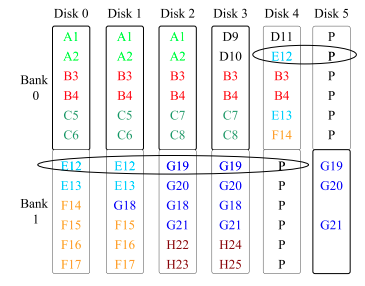 Disk 0 Disk 1 Disk 2 Disk 3 Disk 4 Disk 5
A1 A1 A1 D9 D11 P
A2 A2 A2 D10 E12 P
Bank 0
B3 B3 B3 B3 B3 P
B4 B4 B4 B4 B4 P
C5 C5 C7 C7 E13 P
C6 C6 C8 C8 F14 P
E12 E12 G19 G19 P G19
E13 E13 G20 G20 P G20
Bank 1
F14 G18 G18 G18 P
F15 F15 G21 G21 P G21
F16 F16 H22 H24 P
F17 F17 H23 H25 P